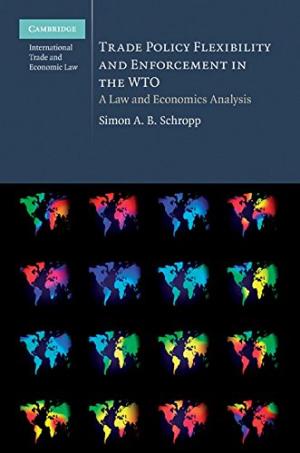 CAMBRIDGE
International
Trade and
Economic Law
TRADE POLICY FLEXIBILITY
AND ENFORCEMENT IN
THE WTO
A Law and Economics Analysis
Simon A. B. Schropp